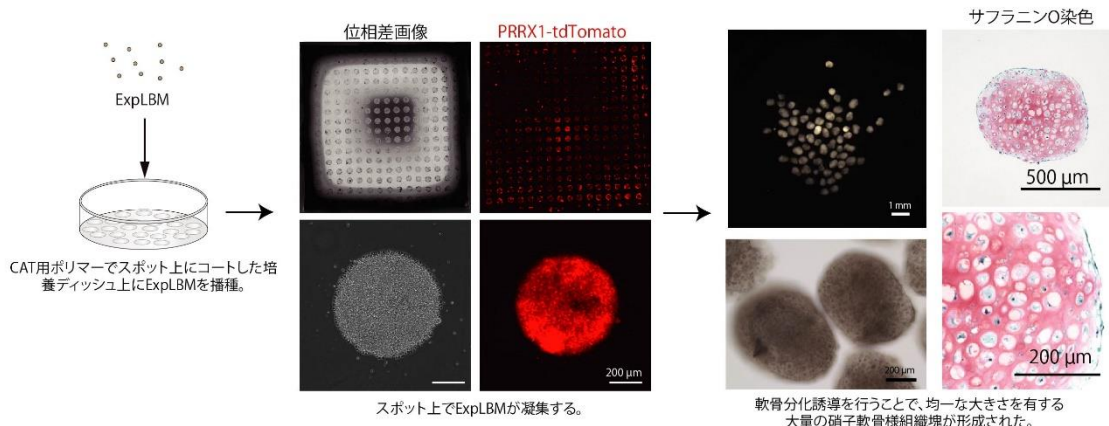 ExpLBM
CAT用ポリマーでスポット上にコートした培
養ディッシュ上にExpLBMを播種。
位相差画像
PRRX1-tdTomato
200 μm
スポット上でExpLBMが凝集する。
サフラニンO染色
1 mm
500 μm
200 μm
200 μm
軟骨分化誘導を行うことで、均一な大きさを有する
大量の硝子軟骨様組織塊が形成された。